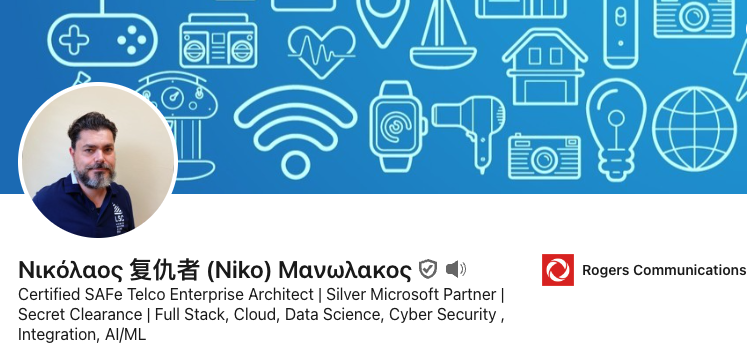 Νικόλαος 复仇者 (Niko) Μανωλακος
Certified SAFe Telco Enterprise Architect | Silver Microsoft Partner |
Secret Clearance | Full Stack, Cloud, Data Science, Cyber Security ,
Integration, AI/ML
Rogers Communications